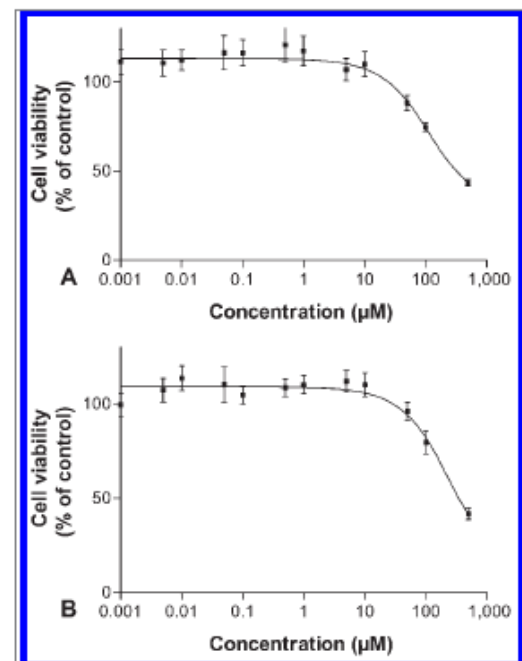 100
50
0
Cell viability
(% of control)
A
0.001 0.01 0.1 1 10 100 1,000
Concentration (µM)
100
50
0
Cell viability
(% of control)
B
0.001 0.01 0.1 1 10 100 1,000
Concentration (µM)